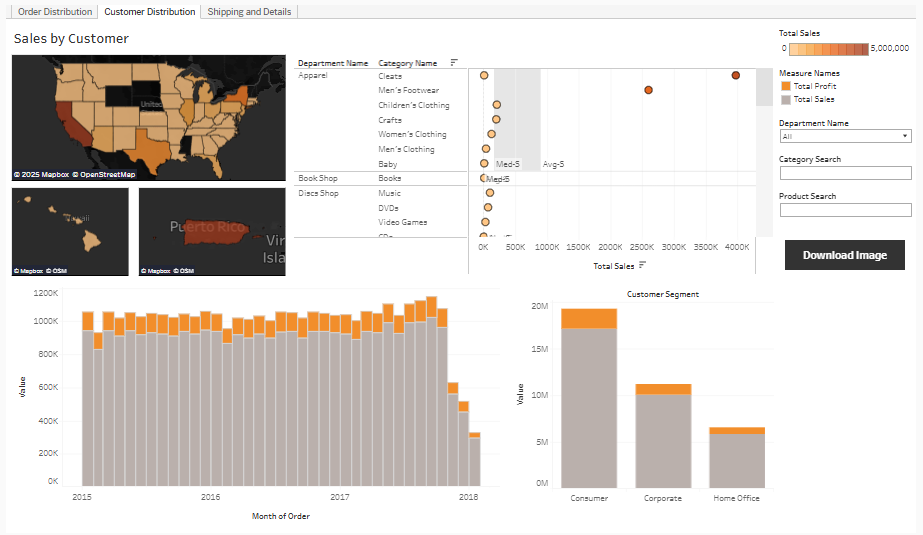 Order Distribution
Customer Distribution
Shipping and Details
Sales by Customer
United
© 2025 Mapbox © OpenStreetMap
© Mapbox © OSM
Puerto Rico
Vir
Isla
© Mapbox © OSM
Department Name Category Name
Apparel Cleats
Men's Footwear
Children's Clothing
Crafts
Women's Clothing
Men's Clothing
Baby
Med-5 Avg-5
Book Shop Books
Discs Shop Music
DVDs
Video Games
0K 500K 1000K 1500K 2000K 2500K 3000K 3500K 4000K
Total Sales
Total Sales
0 5,000,000
Measure Names
Total Profit
Total Sales
Department Name
All
Category Search
Product Search
Download Image
Value
1200K
1000K
800K
600K
400K
200K
0K
2015 2016 2017 2018
Month of Order
Customer Segment
Value
20M
15M
10M
5M
0M
Consumer Corporate Home Office